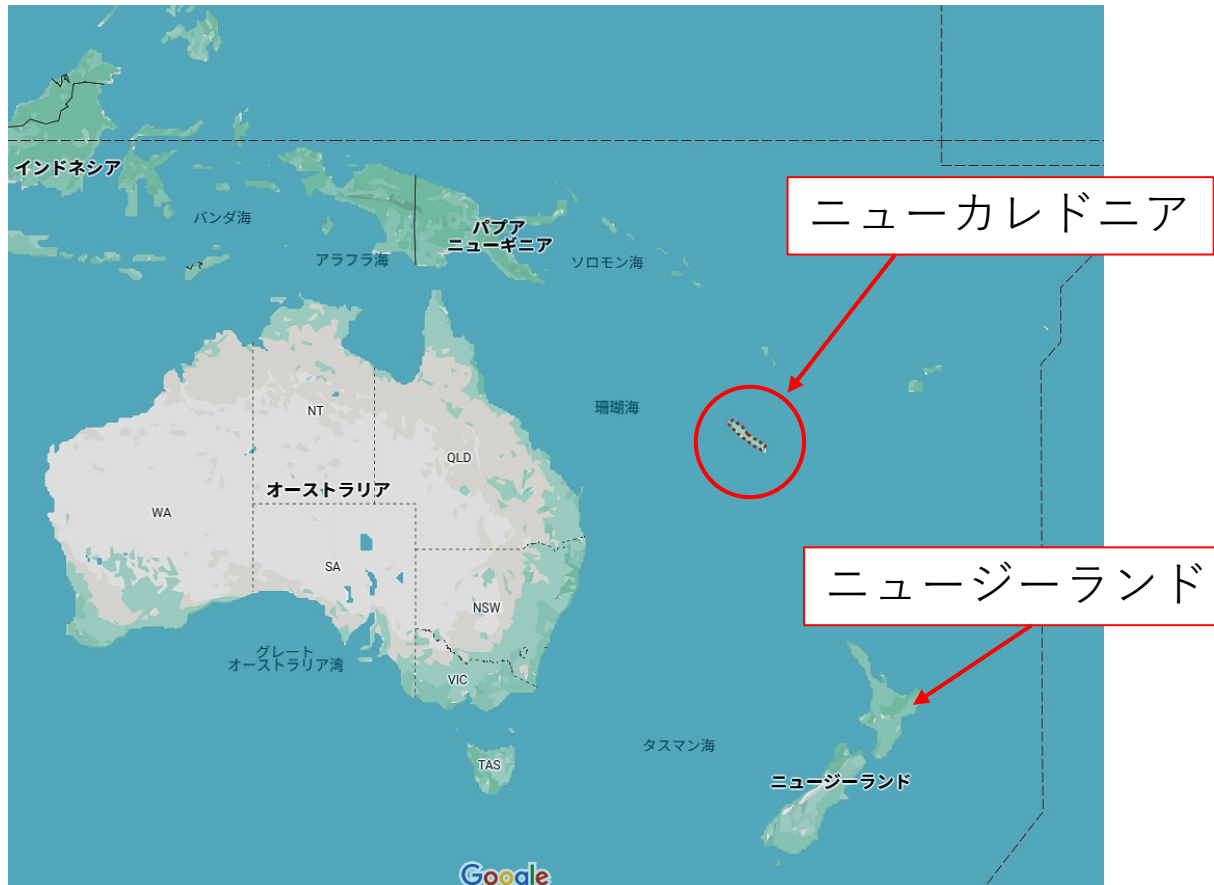 インドネシア
バンダ海
アラフラ海
パプア
ニューギニア
ソロモン海
ニューカレドニア
珊瑚海
NT
QLD
オーストラリア
WA
SA
NSW
グレート
オーストラリア湾
VIC
TAS
ニュージーランド
タスマン海
ニュージーランド
Google